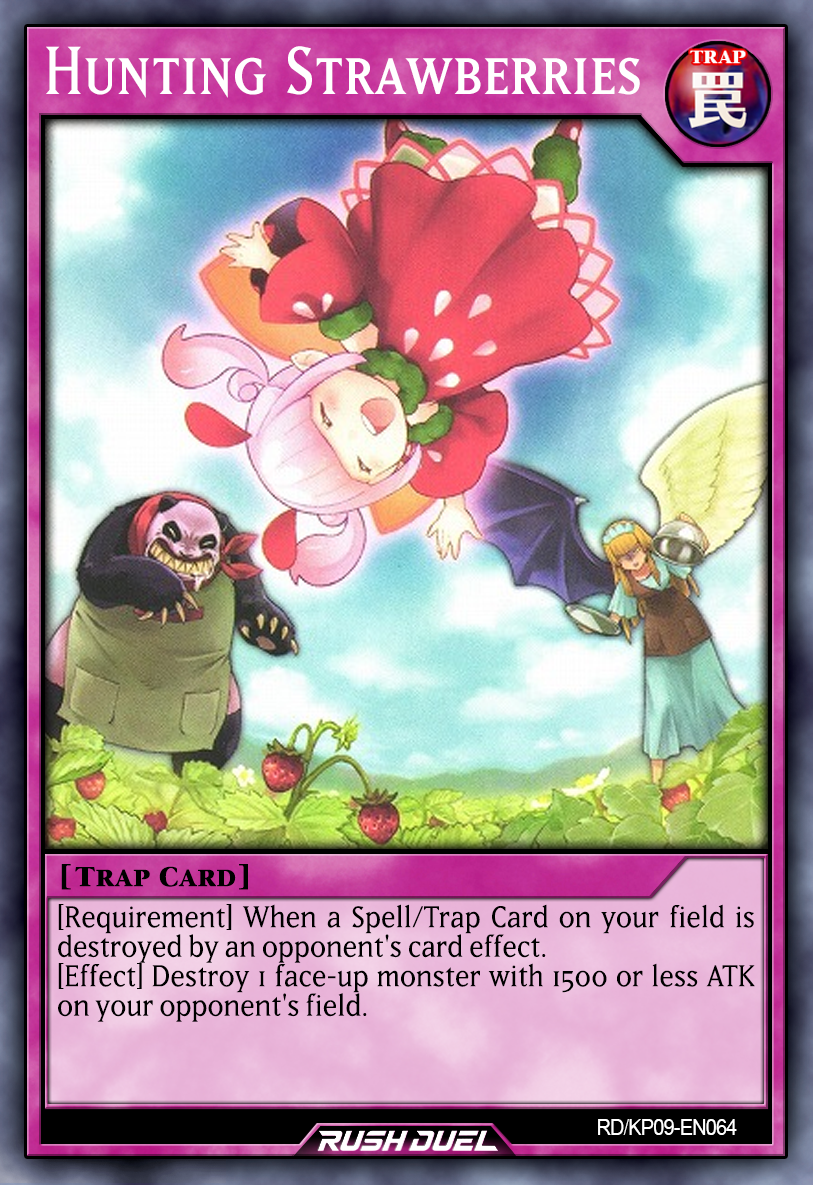 Hunting Strawberries
TRAP
罠
[Trap Card]
[Requirement] When a Spell/Trap Card on your field is
destroyed by an opponent's card effect.
[Effect] Destroy 1 face-up monster with 1500 or less ATK
on your opponent's field.
RD/KP09-EN064
RUSH DUEL